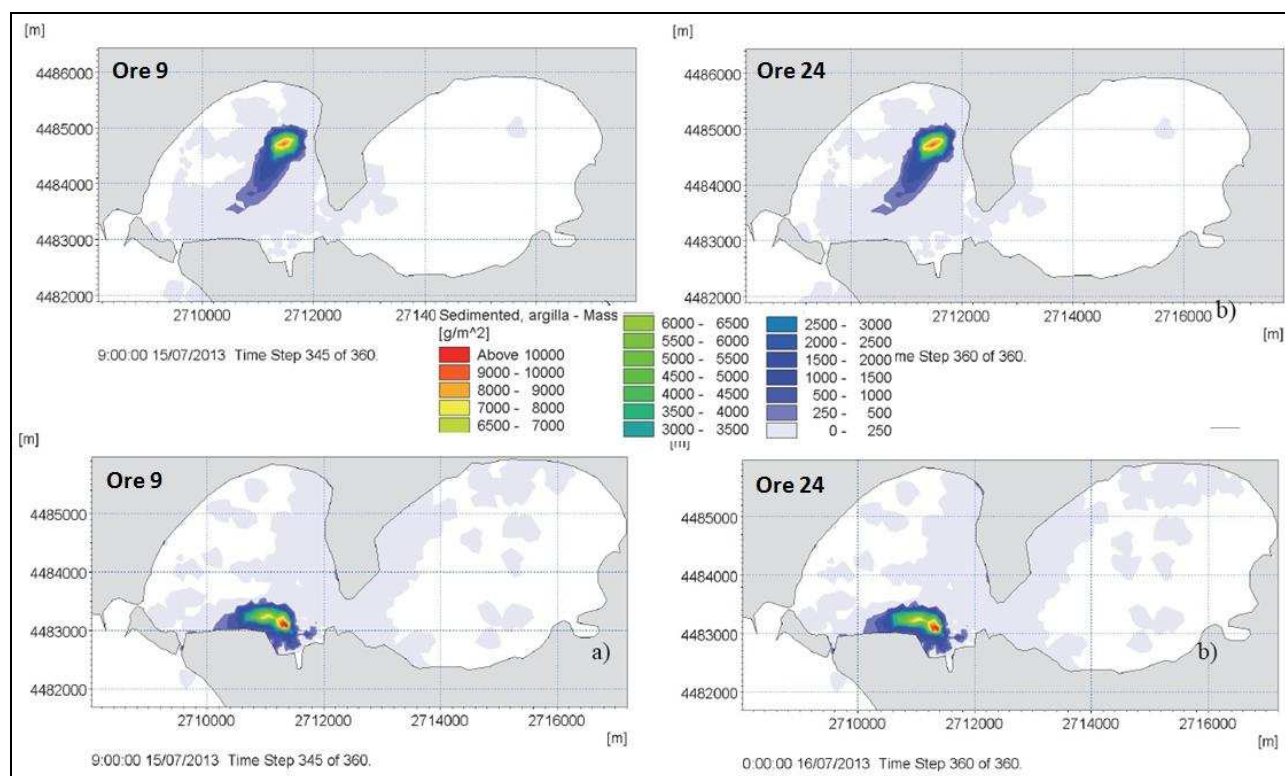 [m]
Ore 9
4486000
4485000
4484000
4483000
4482000
2710000 2712000 27140
[m]
9:00:00 15/07/2013 Time Step 345 of 360.
[m]
Ore 24
4486000
4485000
4484000
4483000
4482000
2712000 2714000 2716000
b)
[m]
me Step 360 of 360.
Sedimented, argilla - Mass
[g/m^2]
Above 10000
9000 - 10000
8000 - 9000
7000 - 8000
6500 - 7000
6000 - 6500
5500 - 6000
5000 - 5500
4500 - 5000
4000 - 4500
3500 - 4000
3000 - 3500
2500 - 3000
2000 - 2500
1500 - 2000
1000 - 1500
500 - 1000
250 - 500
0 - 250
[m]
Ore 9
4485000
4484000
4483000
4482000
a)
2710000 2712000 2714000 2716000
[m]
9:00:00 15/07/2013 Time Step 345 of 360.
[m]
Ore 24
4485000
4484000
4483000
4482000
b)
2710000 2712000 2714000 2716000
[m]
0:00:00 16/07/2013 Time Step 360 of 360.